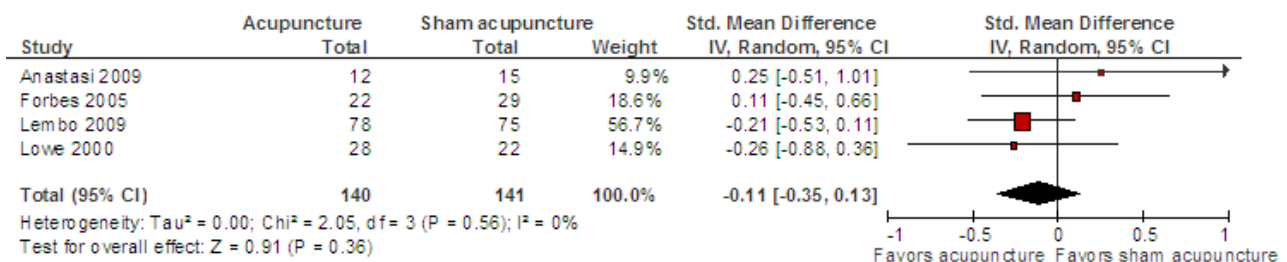 Acupuncture Sham acupuncture Std. Mean Difference Std. Mean Difference
Study Total Total Weight IV, Random, 95% CI IV, Random, 95% CI
Anastasi 2009 12 15 9.9% 0.25 [-0.51, 1.01]
Forbes 2005 22 29 18.6% 0.11 [-0.45, 0.66]
Lembo 2009 78 75 56.7% -0.21 [-0.53, 0.11]
Lowe 2000 28 22 14.9% -0.26 [-0.88, 0.36]
Total (95% CI) 140 141 100.0% -0.11 [-0.35, 0.13]
Heterogeneity: Tau² = 0.00; Chi² = 2.05, df = 3 (P = 0.56); I² = 0%
Test for overall effect: Z = 0.91 (P = 0.36)
-1 -0.5 0 0.5 1
Favors acupuncture Favors sham acupuncture